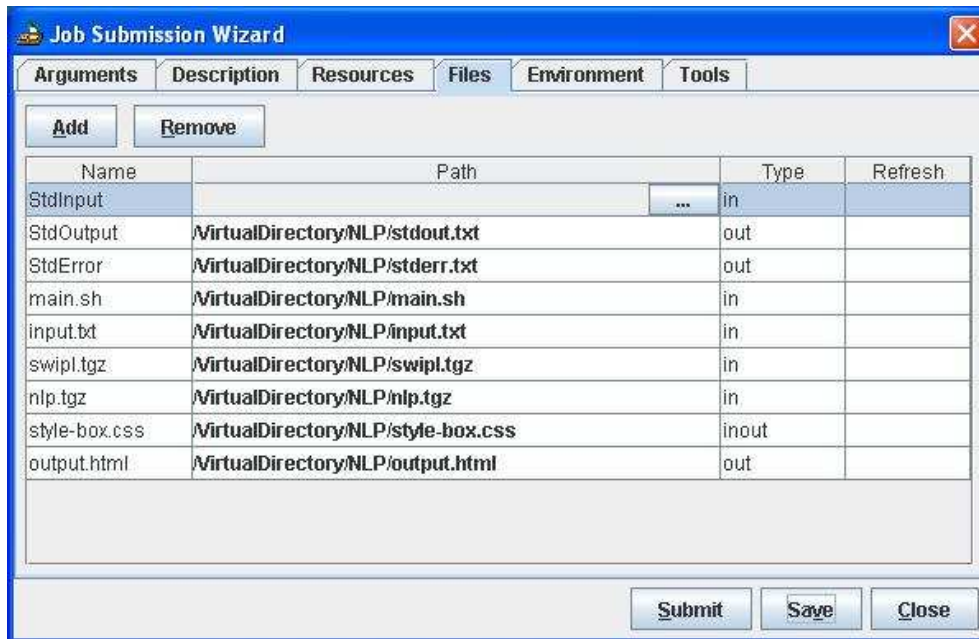 Job Submission Wizard
Arguments Description Resources Files Environment Tools
Add Remove
Name Path Type Refresh
StdInput ... in
StdOutput /VirtualDirectory/NLP/stdout.txt out
StdError /VirtualDirectory/NLP/stderr.txt out
main.sh /VirtualDirectory/NLP/main.sh in
input.txt /VirtualDirectory/NLP/input.txt in
swipl.tgz /VirtualDirectory/NLP/swipl.tgz in
nlp.tgz /VirtualDirectory/NLP/nlp.tgz in
style-box.css /VirtualDirectory/NLP/style-box.css inout
output.html /VirtualDirectory/NLP/output.html out
Submit Save Close